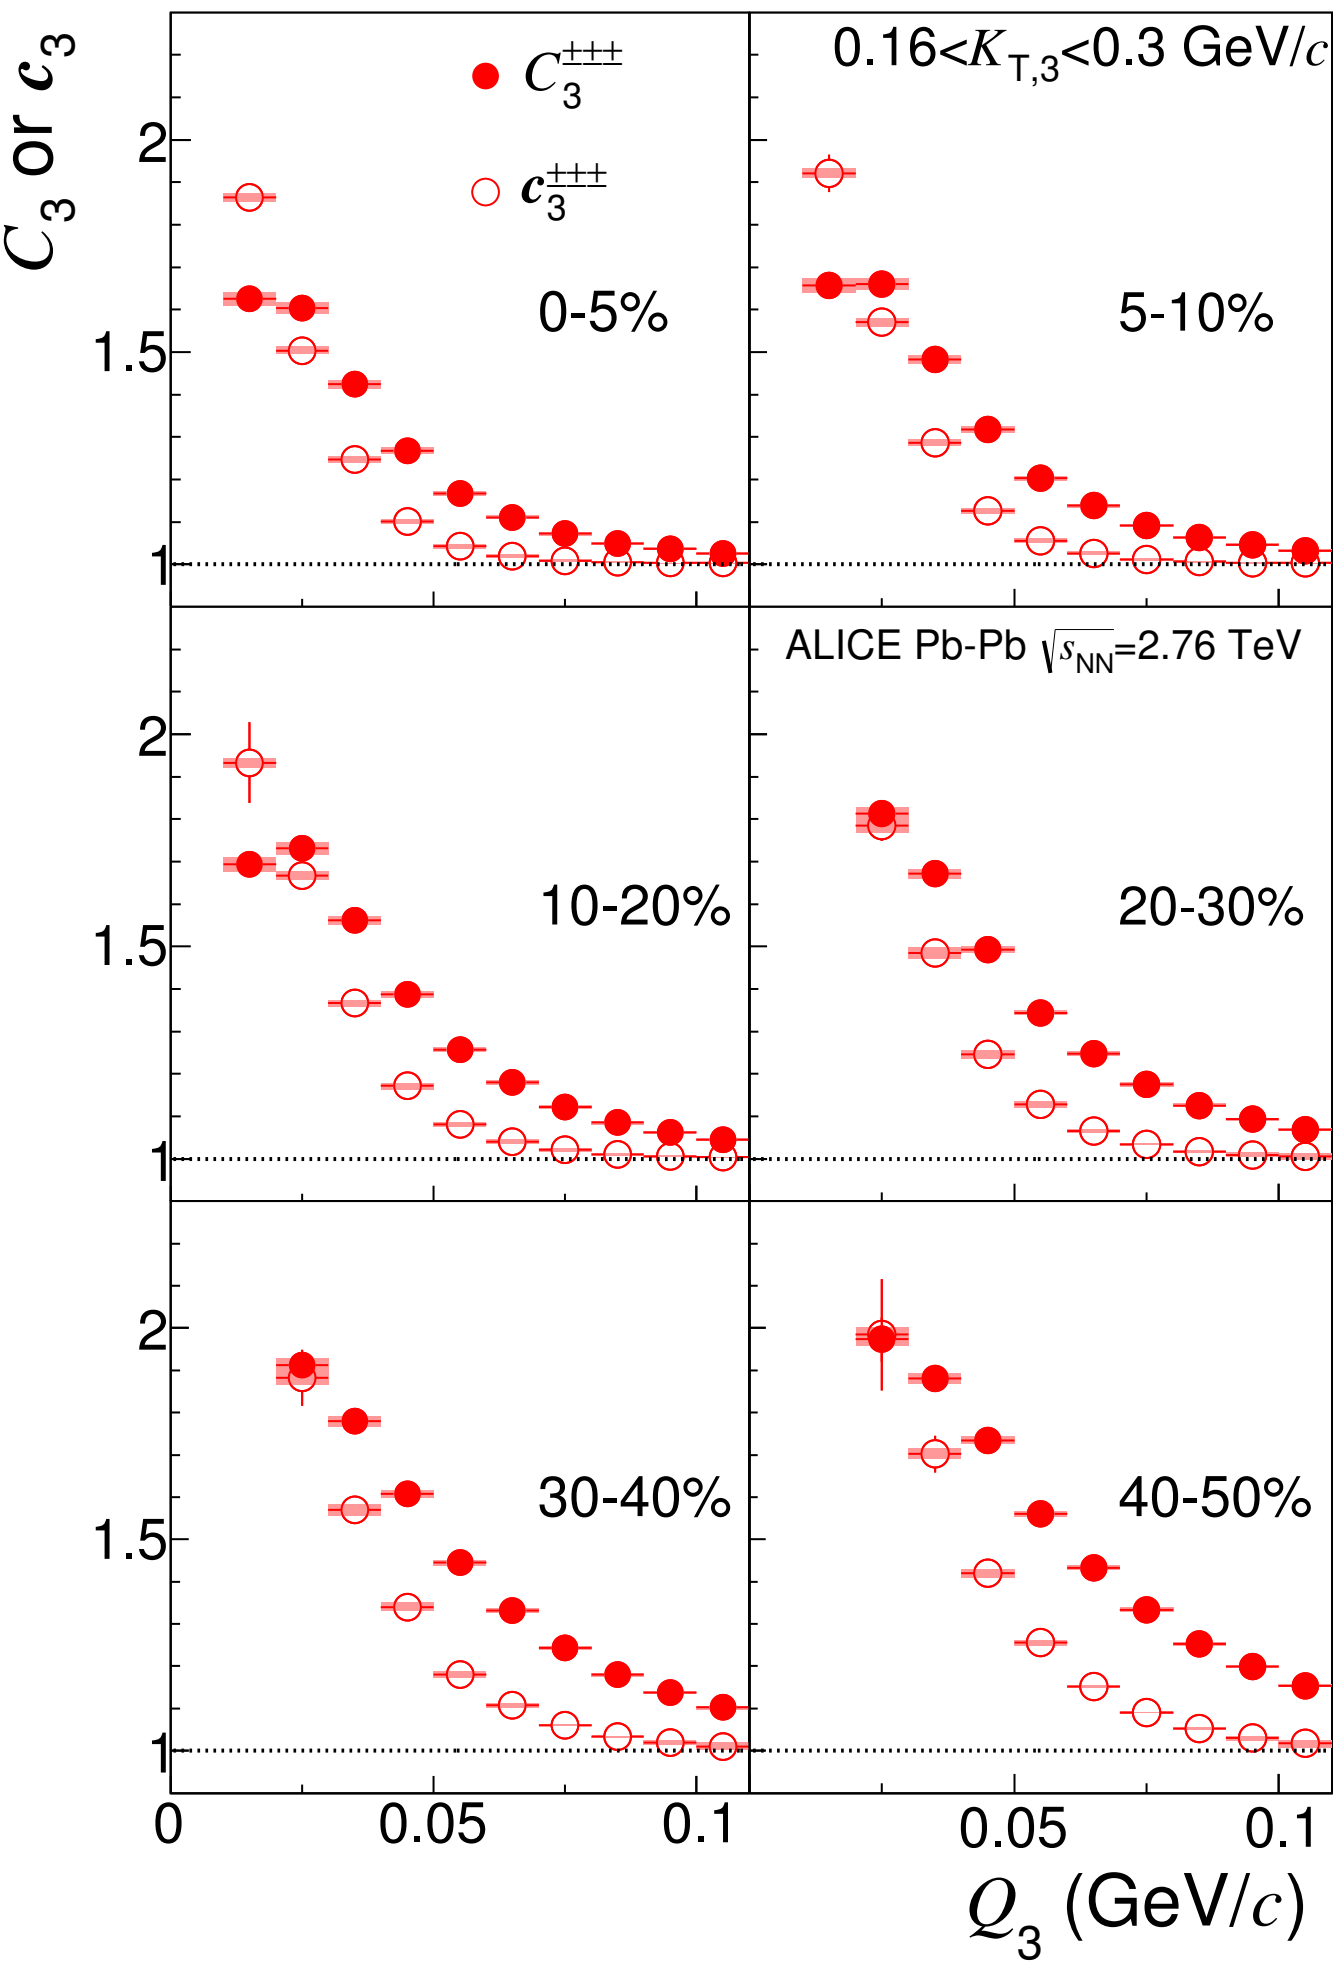 C₃ or c₃
C₃^±±±
c₃^±±±
0.16<K_T,3<0.3 GeV/c
2
1.5
1
0-5%
5-10%
ALICE Pb-Pb √s_NN=2.76 TeV
2
1.5
1
10-20%
20-30%
2
1.5
1
30-40%
40-50%
0 0.05 0.1 0.05 0.1
Q₃ (GeV/c)